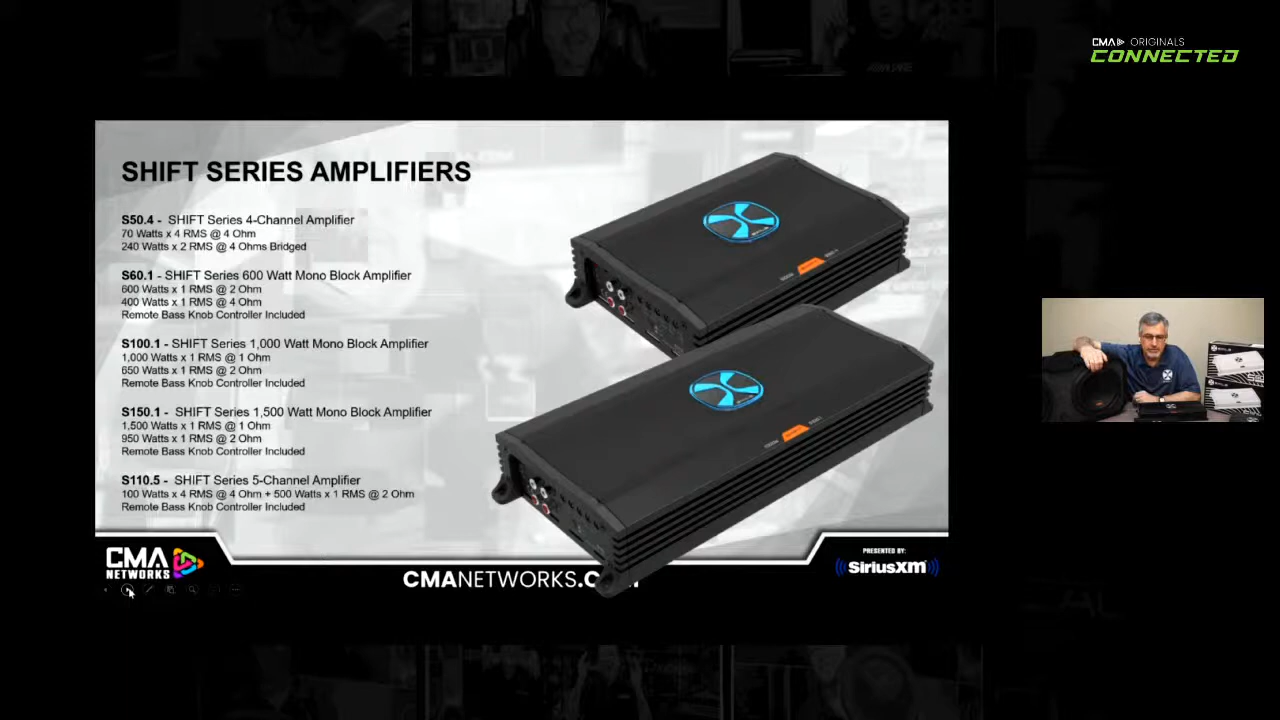 CMA ORIGINALS
CONNECTED
SHIFT SERIES AMPLIFIERS
S50.4 - SHIFT Series 4-Channel Amplifier
70 Watts x 4 RMS @ 4 Ohm
240 Watts x 2 RMS @ 4 Ohms Bridged
S60.1 - SHIFT Series 600 Watt Mono Block Amplifier
600 Watts x 1 RMS @ 2 Ohm
400 Watts x 1 RMS @ 4 Ohm
Remote Bass Knob Controller Included
S100.1 - SHIFT Series 1,000 Watt Mono Block Amplifier
1,000 Watts x 1 RMS @ 1 Ohm
650 Watts x 1 RMS @ 2 Ohm
Remote Bass Knob Controller Included
S150.1 - SHIFT Series 1,500 Watt Mono Block Amplifier
1,500 Watts x 1 RMS @ 1 Ohm
950 Watts x 1 RMS @ 2 Ohm
Remote Bass Knob Controller Included
S110.5 - SHIFT Series 5-Channel Amplifier
100 Watts x 4 RMS @ 4 Ohm + 500 Watts x 1 RMS @ 2 Ohm
Remote Bass Knob Controller Included
CMA
NETWORKS
CMANETWORKS
PRESENTED BY:
SiriusXM